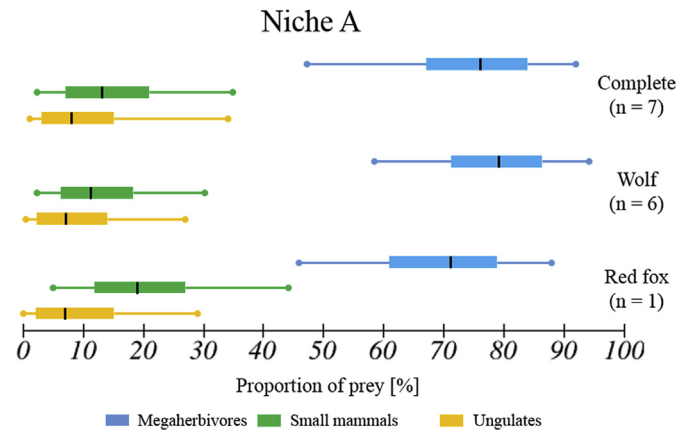 Niche A
Complete
(n = 7)
Wolf
(n = 6)
Red fox
(n = 1)
0 10 20 30 40 50 60 70 80 90 100
Proportion of prey [%]
Megaherbivores Small mammals Ungulates